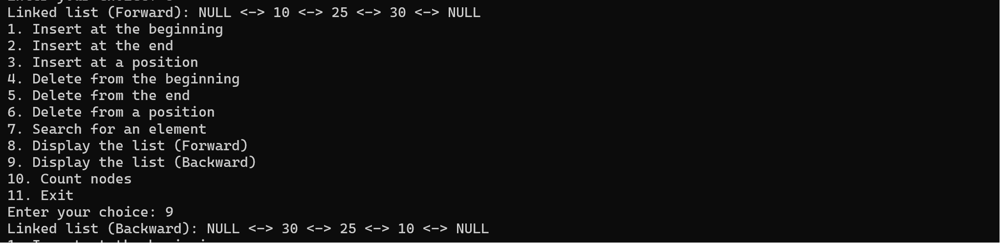 Linked list (Forward): NULL <-> 10 <-> 25 <-> 30 <-> NULL
1. Insert at the beginning
2. Insert at the end
3. Insert at a position
4. Delete from the beginning
5. Delete from the end
6. Delete from a position
7. Search for an element
8. Display the list (Forward)
9. Display the list (Backward)
10. Count nodes
11. Exit
Enter your choice: 9
Linked list (Backward): NULL <-> 30 <-> 25 <-> 10 <-> NULL